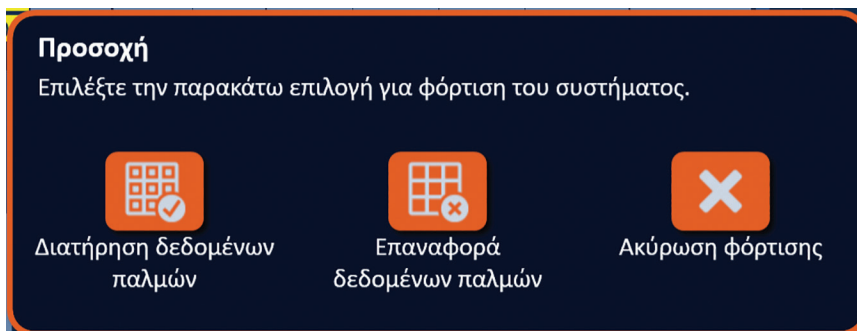 Προσοχή
Επιλέξτε την παρακάτω επιλογή για φόρτιση του συστήματος.
Διατήρηση δεδομένων
παλμών
Επαναφορά
δεδομένων παλμών
Ακύρωση φόρτισης